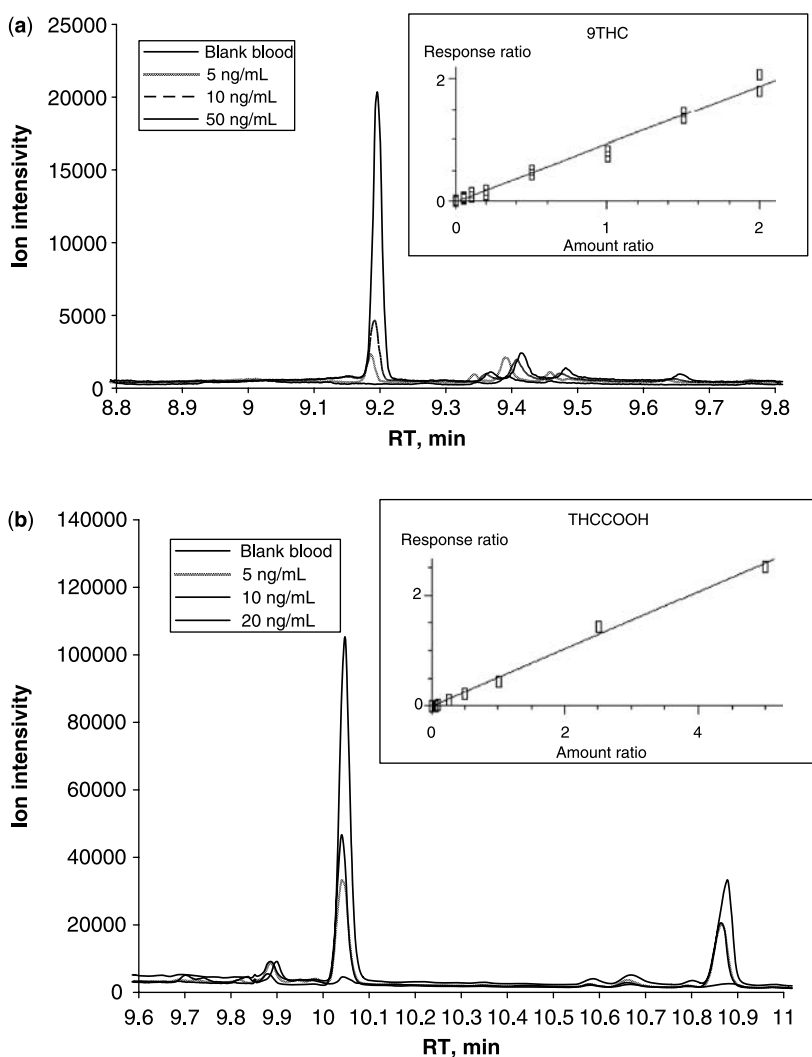 (a)
Blank blood
5 ng/mL
10 ng/mL
50 ng/mL
9THC
Response ratio
2
0
0 1 2
Amount ratio
Ion intensivity
25000
20000
15000
10000
5000
0
8.8 8.9 9 9.1 9.2 9.3 9.4 9.5 9.6 9.7 9.8
RT, min
(b)
Blank blood
5 ng/mL
10 ng/mL
20 ng/mL
THCCOOH
Response ratio
2
0
0 2 4
Amount ratio
Ion intensivity
140000
120000
100000
80000
60000
40000
20000
0
9.6 9.7 9.8 9.9 10 10.1 10.2 10.3 10.4 10.5 10.6 10.7 10.8 10.9 11
RT, min